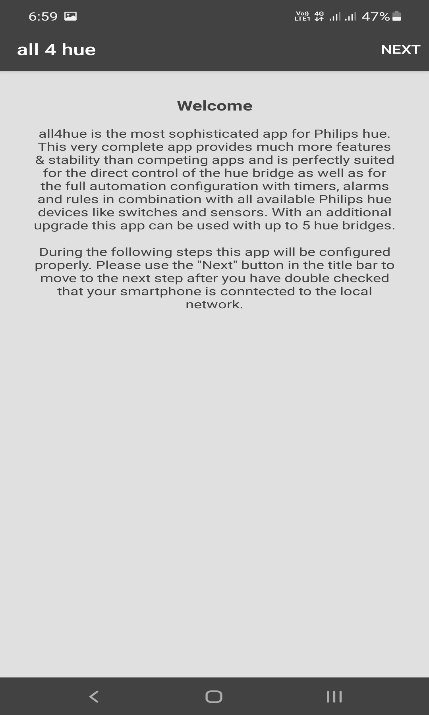 6:59
Vo)) LTE1 4G 47%
all 4 hue
NEXT
Welcome
all4hue is the most sophisticated app for Philips hue.
This very complete app provides much more features
& stability than competing apps and is perfectly suited
for the direct control of the hue bridge as well as for
the full automation configuration with timers, alarms
and rules in combination with all available Philips hue
devices like switches and sensors. With an additional
upgrade this app can be used with up to 5 hue bridges.
During the following steps this app will be configured
properly. Please use the "Next" button in the title bar to
move to the next step after you have double checked
that your smartphone is conntected to the local
network.